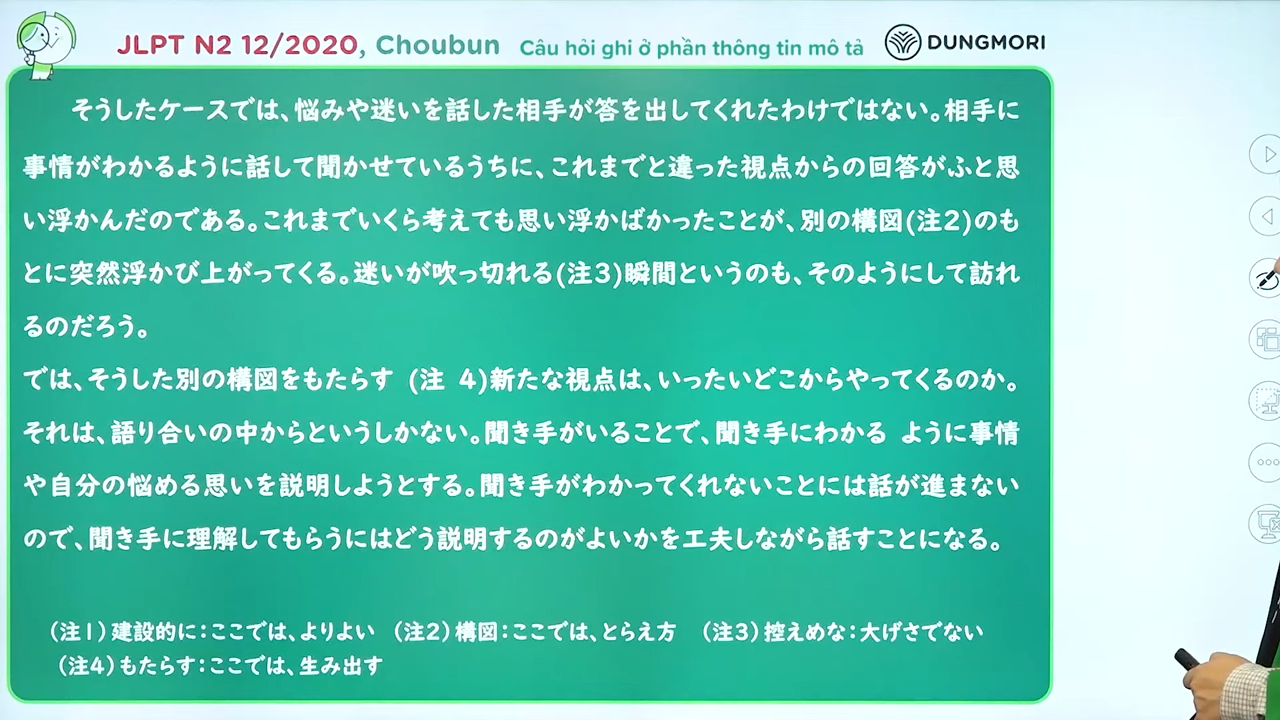 JLPT N2 12/2020, Choubun Câu hỏi ghi ở phần thông tin mô tả DUNGMORI
そうしたケースでは、悩みや迷いを話した相手が答を出してくれたわけではない。相手に
事情がわかるように話して聞かせているうちに、これまでと違った視点からの回答がふと思
い浮かんだのである。これまでいくら考えても思い浮かばかったことが、別の構図(注2)のも
とに突然浮かび上がってくる。迷いが吹っ切れる(注3)瞬間というのも、そのようにして訪れ
るのだろう。
では、そうした別の構図をもたらす (注 4)新たな視点は、いったいどこからやってくるのか。
それは、語り合いの中からというしかない。聞き手がいることで、聞き手にわかる ように事情
や自分の悩める思いを説明しようとする。聞き手がわかってくれないことには話が進まない
ので、聞き手に理解してもらうにはどう説明するのがよいかを工夫しながら話すことになる。
(注1) 建設的に：ここでは、よりよい (注2) 構図：ここでは、とらえ方 (注3) 控えめな：大げさでない
(注4) もたらす：ここでは、生み出す